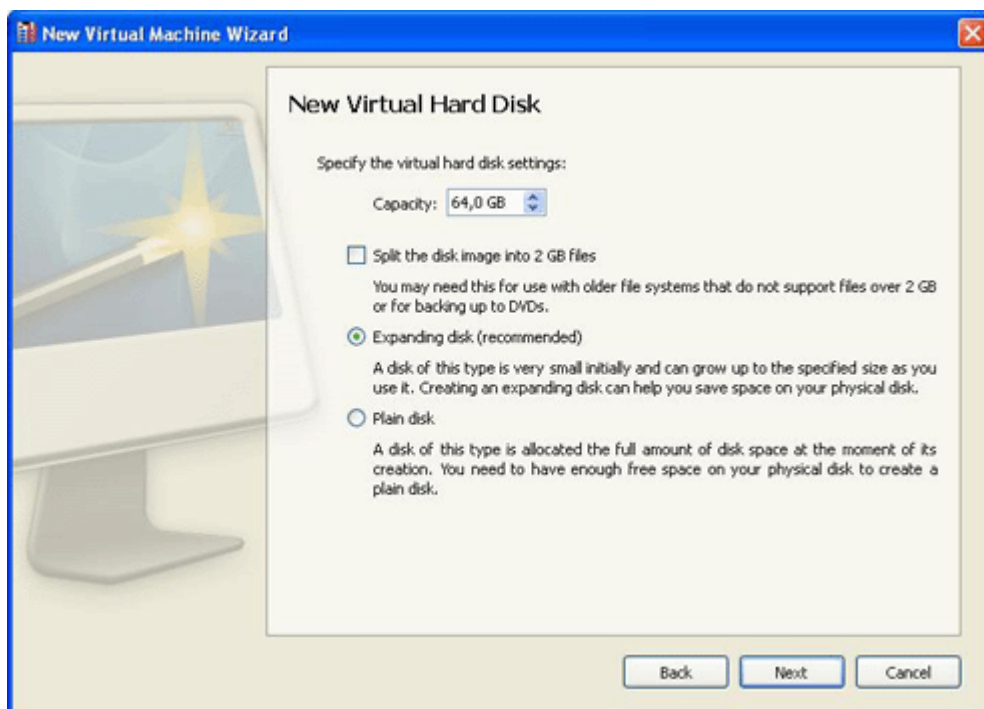 New Virtual Machine Wizard
New Virtual Hard Disk
Specify the virtual hard disk settings:
Capacity: 64,0 GB
Split the disk image into 2 GB files
You may need this for use with older file systems that do not support files over 2 GB
or for backing up to DVDs.
Expanding disk (recommended)
A disk of this type is very small initially and can grow up to the specified size as you
use it. Creating an expanding disk can help you save space on your physical disk.
Plain disk
A disk of this type is allocated the full amount of disk space at the moment of its
creation. You need to have enough free space on your physical disk to create a
plain disk.
Back Next Cancel